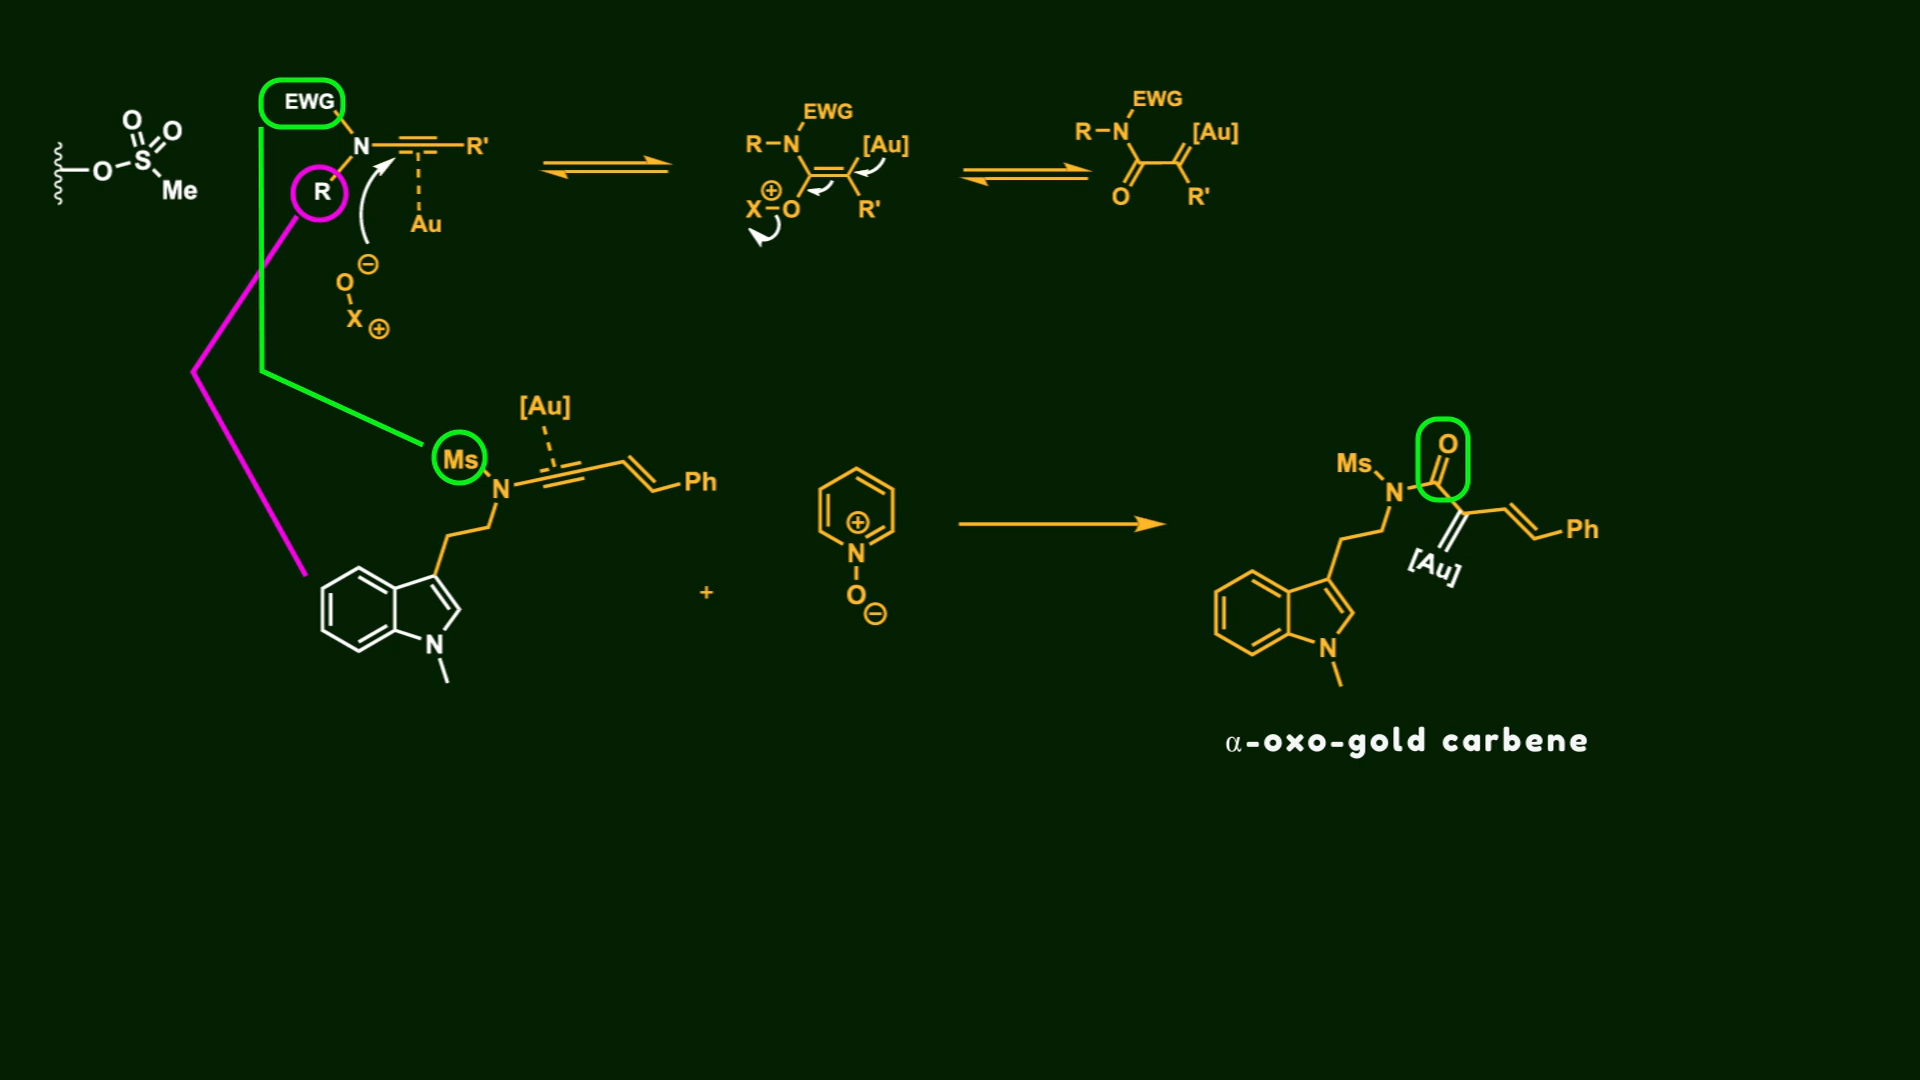 EWG
O O
O S
Me
N R'
R
Au
O ⊖
X ⊕
EWG
R-N [Au]
⊕
X-O R'
EWG
R-N [Au]
O R'
[Au]
Ms
N Ph
N
+
⊕
N
O
⊖
O
Ms
N Ph
[Au]
N
α-oxo-gold carbene